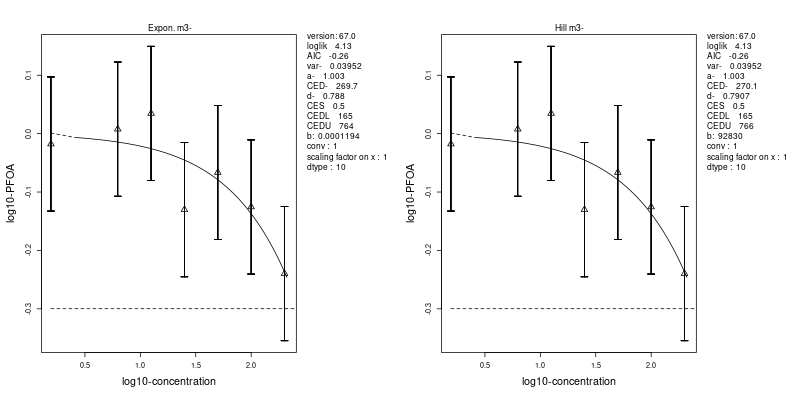 Expon. m3-
version: 67.0
loglik 4.13
AIC -0.26
var- 0.03952
a- 1.003
CED- 269.7
d- 0.788
CES 0.5
CEDL 165
CEDU 764
b: 0.0001194
conv : 1
scaling factor on x : 1
dtype : 10
log10-PFOA
0.1
0.0
-0.1
-0.2
-0.3
0.5 1.0 1.5 2.0
log10-concentration
Hill m3-
version: 67.0
loglik 4.13
AIC -0.26
var- 0.03952
a- 1.003
CED- 270.1
d- 0.7907
CES 0.5
CEDL 165
CEDU 766
b: 92830
conv : 1
scaling factor on x : 1
dtype : 10
log10-PFOA
0.1
0.0
-0.1
-0.2
-0.3
0.5 1.0 1.5 2.0
log10-concentration